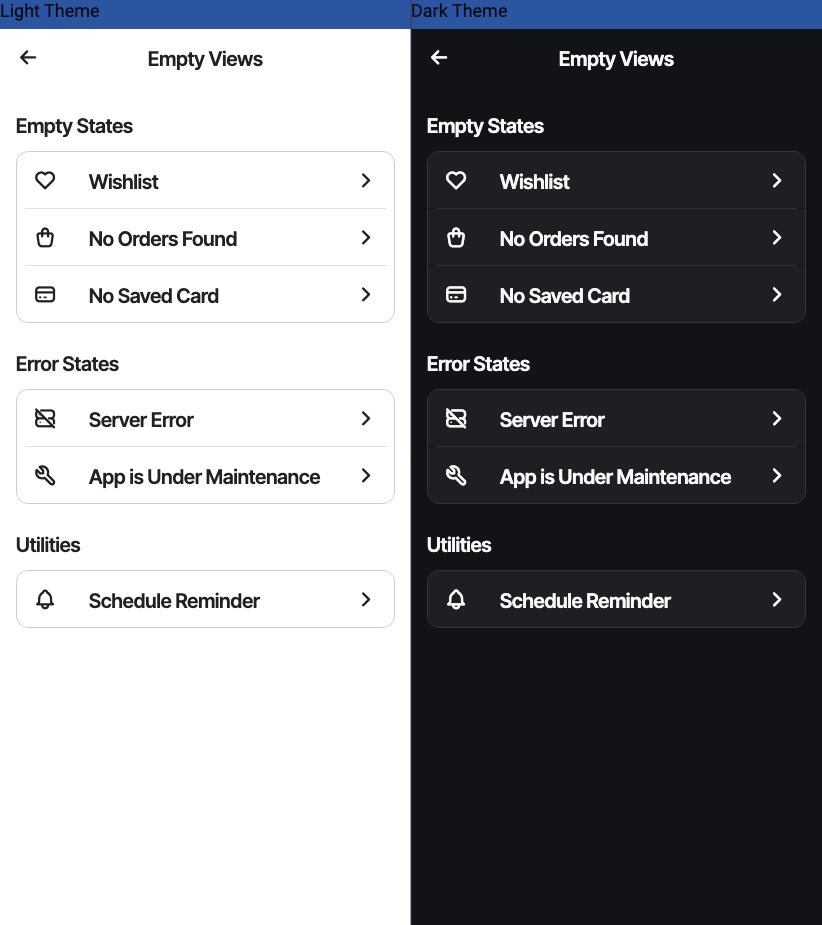 Light Theme
Empty Views
Empty States
Wishlist
No Orders Found
No Saved Card
Error States
Server Error
App is Under Maintenance
Utilities
Schedule Reminder
Dark Theme
Empty Views
Empty States
Wishlist
No Orders Found
No Saved Card
Error States
Server Error
App is Under Maintenance
Utilities
Schedule Reminder